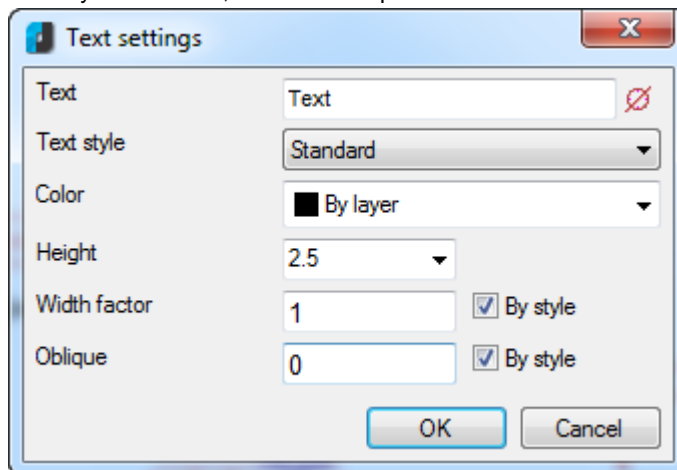 Text settings
Text Text
Text style Standard
Color By layer
Height 2.5
Width factor 1 By style
Oblique 0 By style
OK Cancel